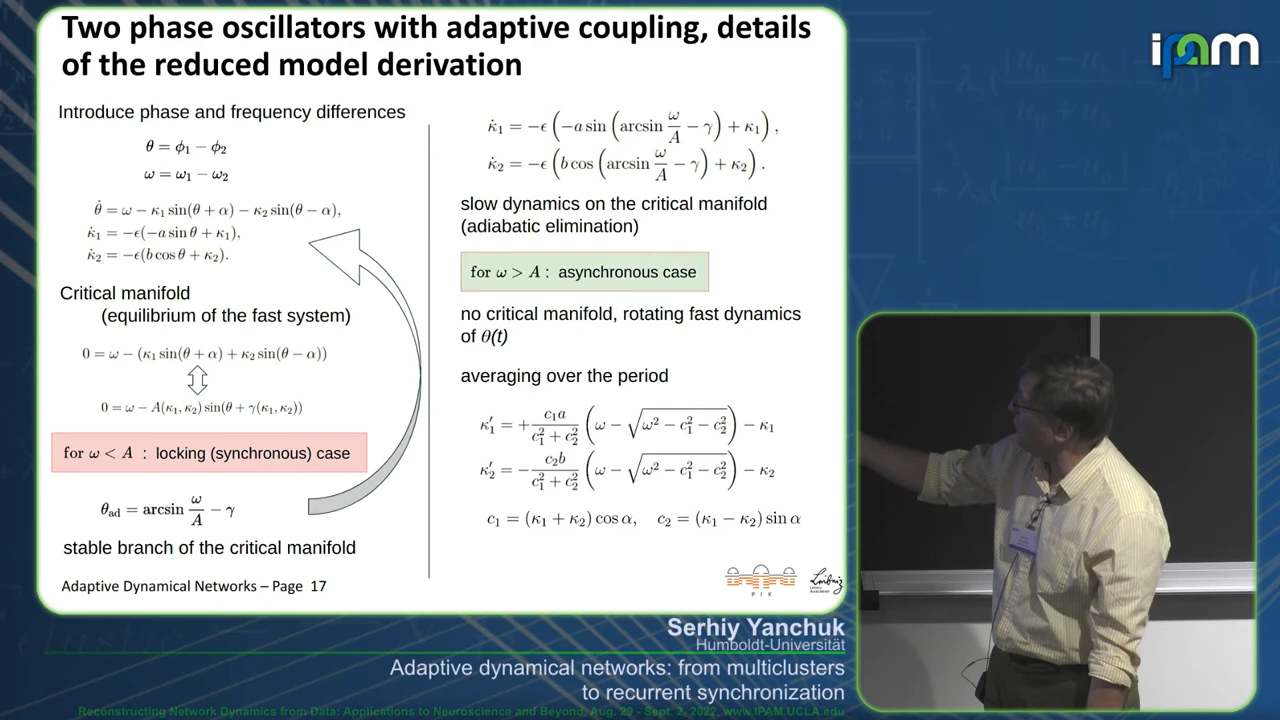 Two phase oscillators with adaptive coupling, details
of the reduced model derivation
Introduce phase and frequency differences
θ = ϕ₁ − ϕ₂
ω = ω₁ − ω₂
θ̇ = ω − κ₁ sin(θ + α) − κ₂ sin(θ − α),
κ̇₁ = −ϵ(−a sin θ + κ₁),
κ̇₂ = −ϵ(b cos θ + κ₂).
Critical manifold
(equilibrium of the fast system)
0 = ω − (κ₁ sin(θ + α) + κ₂ sin(θ − α))
0 = ω − A(κ₁, κ₂) sin(θ + γ(κ₁, κ₂))
for ω < A : locking (synchronous) case
θ_ad = arcsin ω/A − γ
stable branch of the critical manifold
Adaptive Dynamical Networks – Page 17
κ̇₁ = −ϵ (−a sin (arcsin ω/A − γ) + κ₁),
κ̇₂ = −ϵ (b cos (arcsin ω/A − γ) + κ₂).
slow dynamics on the critical manifold
(adiabatic elimination)
for ω > A : asynchronous case
no critical manifold, rotating fast dynamics
of θ(t)
averaging over the period
κ₁′ = + c₁a/(c₁² + c₂²) (ω − √(ω² − c₁² − c₂²)) − κ₁
κ₂′ = − c₂b/(c₁² + c₂²) (ω − √(ω² − c₁² − c₂²)) − κ₂
c₁ = (κ₁ + κ₂) cos α, c₂ = (κ₁ − κ₂) sin α
PIK
Leibniz
ipam
Serhiy Yanchuk
Humboldt-Universität
Adaptive dynamical networks: from multiclusters
to recurrent synchronization
Reconstructing Network Dynamics from Data: Applications to Neuroscience and Beyond, Aug. 29 - Sept. 2, 2022, www.IPAM.UCLA.edu